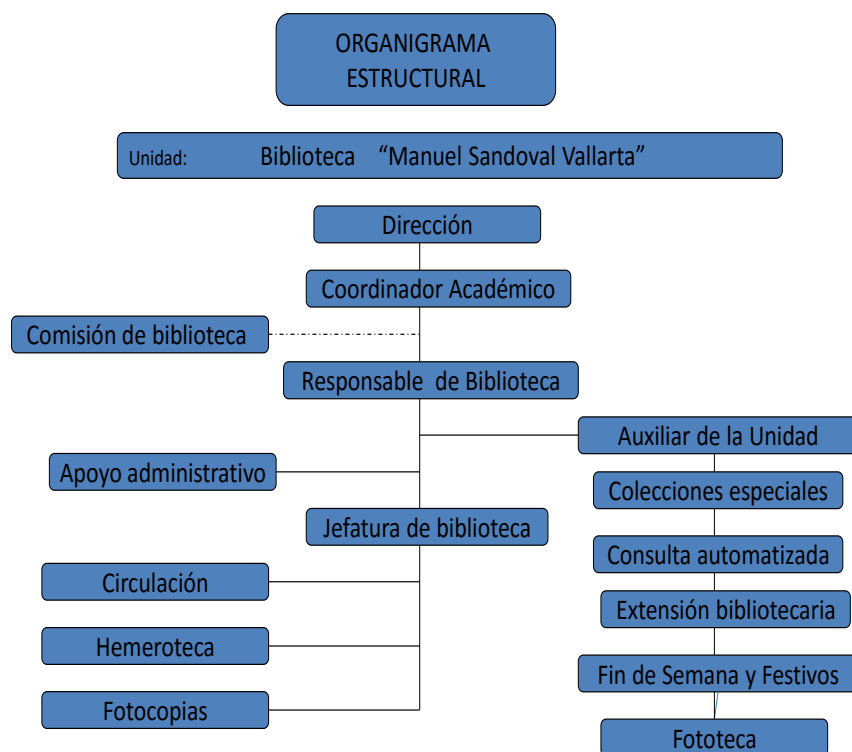 ORGANIGRAMA
ESTRUCTURAL
Unidad: Biblioteca “Manuel Sandoval Vallarta”
Dirección
Coordinador Académico
Comisión de biblioteca
Responsable de Biblioteca
Auxiliar de la Unidad
Apoyo administrativo
Colecciones especiales
Jefatura de biblioteca
Consulta automatizada
Circulación
Extensión bibliotecaria
Hemeroteca
Fin de Semana y Festivos
Fotocopias
Fototeca